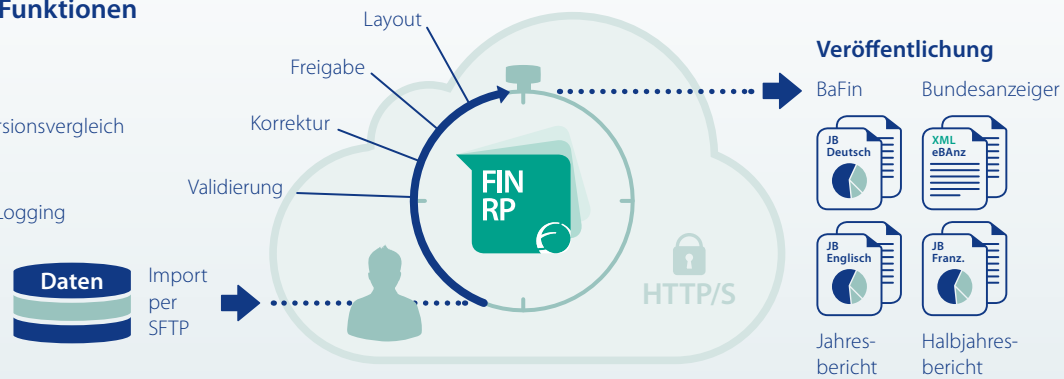 Funktionen
Layout
Freigabe
Korrektur
Validierung
Logging
Daten
Import
per
SFTP
FIN
RP
HTTP/S
Veröffentlichung
BaFin
Bundesanzeiger
JB
Deutsch
XML
eBAnz
JB
Englisch
JB
Franz.
Jahres-
bericht
Halbjahres-
bericht